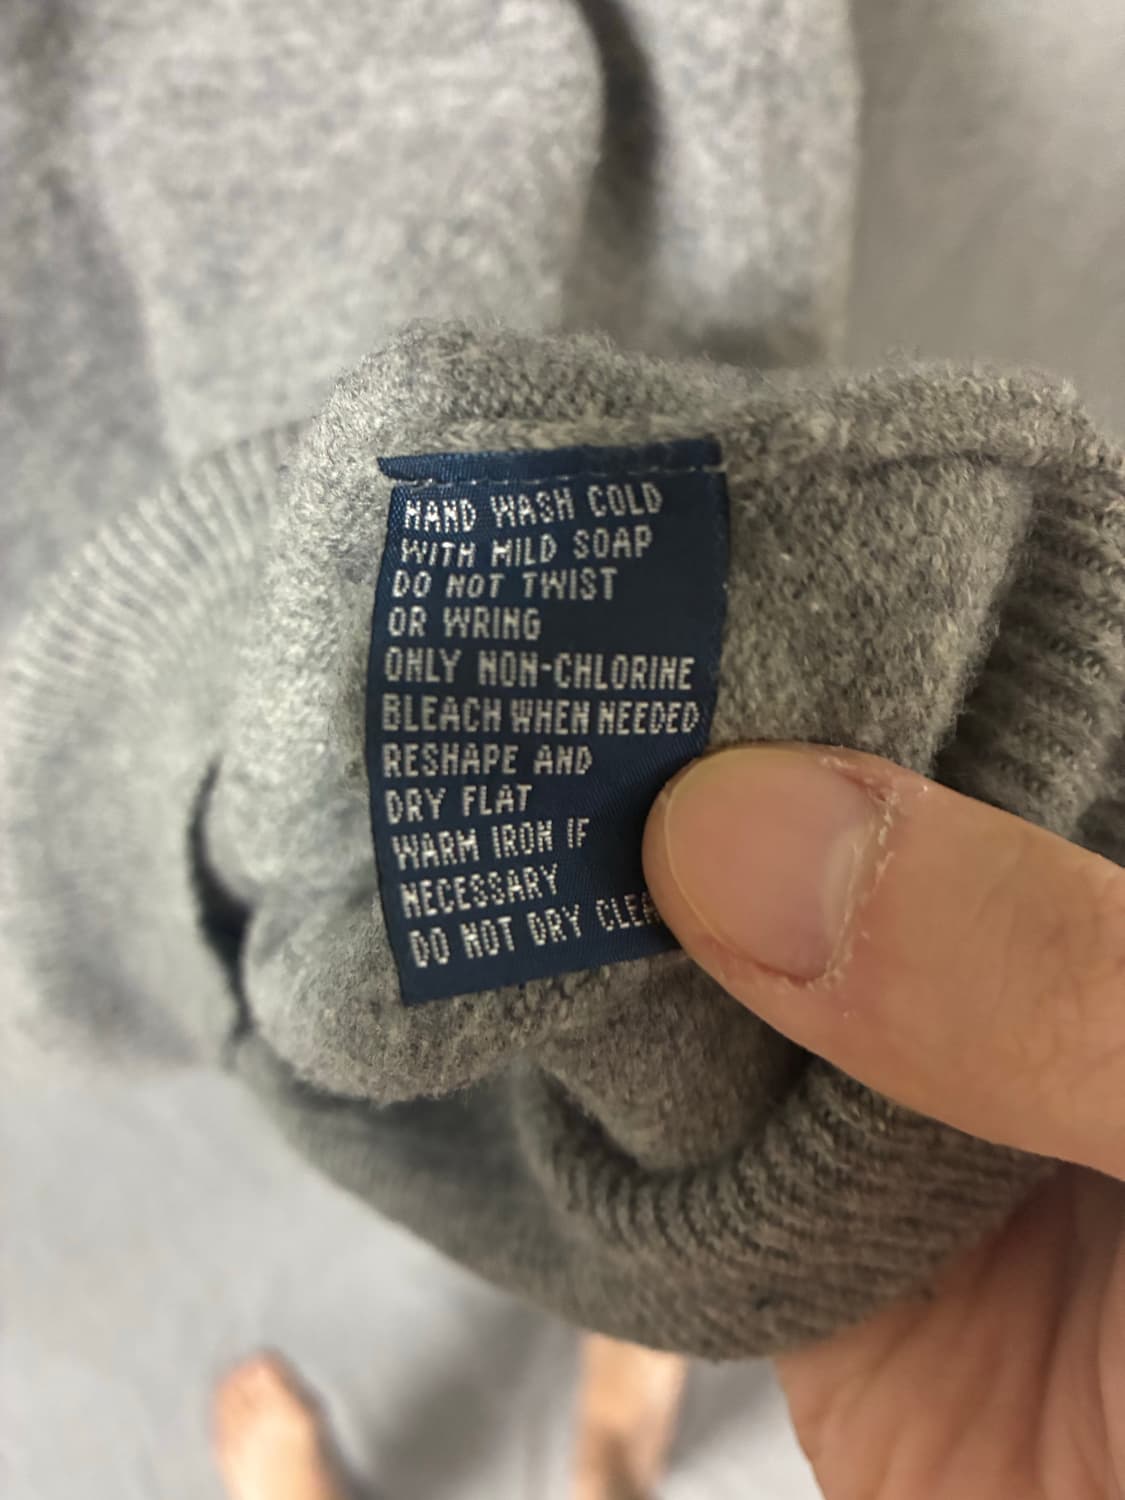 HAND WASH COLD
WITH MILD SOAP
DO NOT TWIST
OR WRING
ONLY NON-CHLORINE
BLEACH WHEN NEEDED
RESHAPE AND
DRY FLAT
WARM IRON IF
NECESSARY
DO NOT DRY CLEA